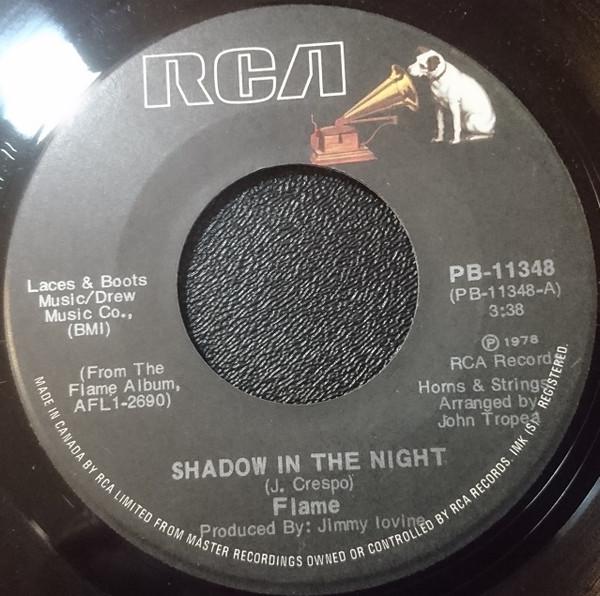 RCA
Laces & Boots
Music/Drew
Music Co.,
(BMI)
(From The
Flame Album,
AFL1-2690)
PB-11348
(PB-11348-A)
3:38
Ⓟ 1978
RCA Records
Horns & Strings
Arranged by
John Tropea
SHADOW IN THE NIGHT
(J. Crespo)
Flame
Produced By: Jimmy Iovine
MADE IN CANADA BY RCA LIMITED FROM MASTER RECORDINGS OWNED OR CONTROLLED BY RCA RECORDS. TMK (S) REGISTERED.